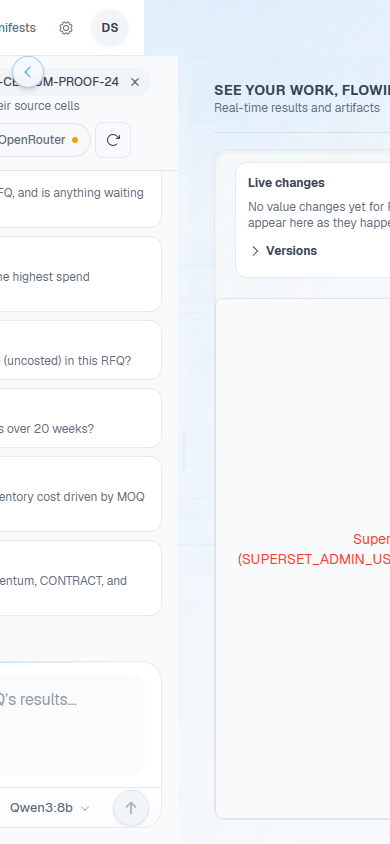 nifests
DS
-PROOF-24
eir source cells
OpenRouter
SEE YOUR WORK, FLOWI
Real-time results and artifacts
FQ, and is anything waiting
Live changes
No value changes yet for
appear here as they happe
Versions
e highest spend
(uncosted) in this RFQ?
s over 20 weeks?
entory cost driven by MOQ
entum, CONTRACT, and
Super
(SUPERSET_ADMIN_US
Q's results...
Qwen3:8b